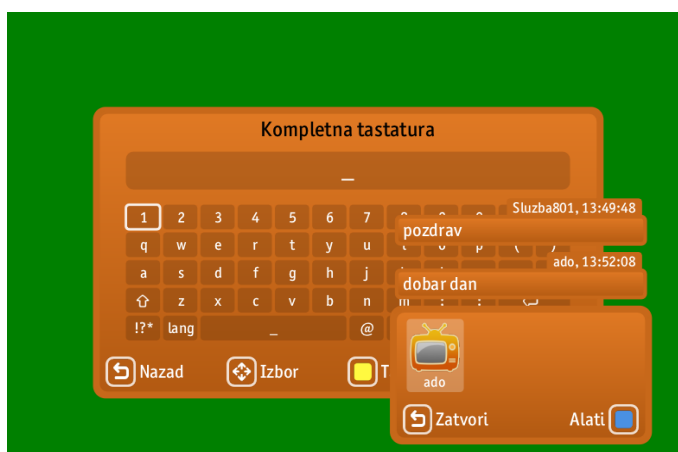 Kompletna tastatura
_
1 2 3 4 5 6 7
Sluzba801, 13:49:48
pozdrav
q w e r t y u
ado, 13:52:08
a s d f g h j
dobar dan
z x c v b n m : :
!?* lang _ @
ado
Nazad Izbor T
Zatvori Alati